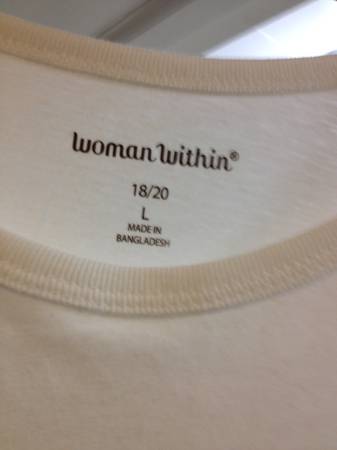 woman within®
18/20
L
MADE IN
BANGLADESH